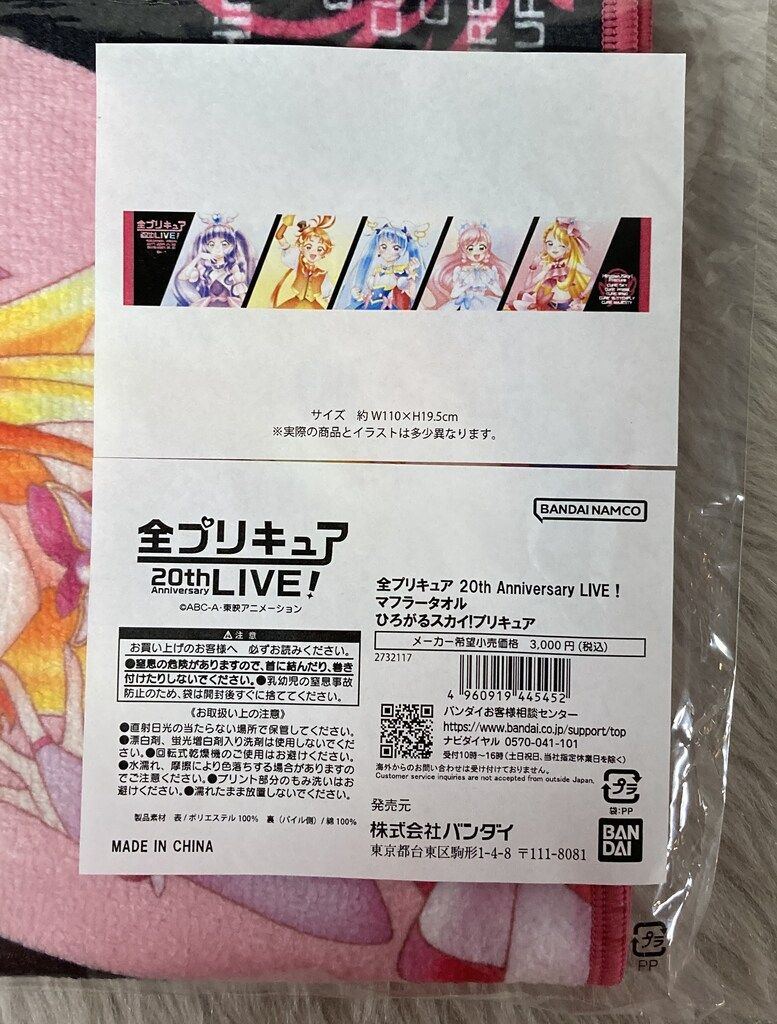 全プリキュア
LIVE!
CURE SKY
CURE PRISM
CURE WING
CURE BUTTERFLY
CURE MAJESTY
サイズ 約 W110×H19.5cm
※実際の商品とイラストは多少異なります。
BANDAI NAMCO
全プリキュア
20th Anniversary LIVE!
©ABC-A・東映アニメーション
全プリキュア 20th Anniversary LIVE！
マフラータオル
ひろがるスカイ!プリキュア
メーカー希望小売価格 3,000円(税込)
2732117
4 960919 445452
⚠注意
お買い上げのお客様へ 必ずお読みください。
●窒息の危険がありますので、首に結んだり、巻き
付けたりしないでください。●乳幼児の窒息事故
防止のため、袋は開封後すぐに捨ててください。
《お取扱い上の注意》
●直射日光の当たらない場所で保管してください。
●漂白剤、蛍光増白剤入り洗剤は使用しないでくだ
さい。●回転式乾燥機のご使用はお避けください。
●水濡れ、摩擦により色落ちする場合がありますの
でご注意ください。●プリント部分のもみ洗いはお
避けください。●濡れたまま放置しないでください。
製品素材 表/ポリエステル100% 裏(パイル側)/綿100%
MADE IN CHINA
バンダイお客様相談センター
https://www.bandai.co.jp/support/top
ナビダイヤル 0570-041-101
受付10時～16時(土日祝日、当社指定休業日を除く)
海外からのお問い合わせは受け付けておりません。
Customer service inquiries are not accepted from outside Japan.
プラ
袋:PP
発売元
株式会社バンダイ
東京都台東区駒形1-4-8 〒111-8081
BAN
DAI
プラ
PP